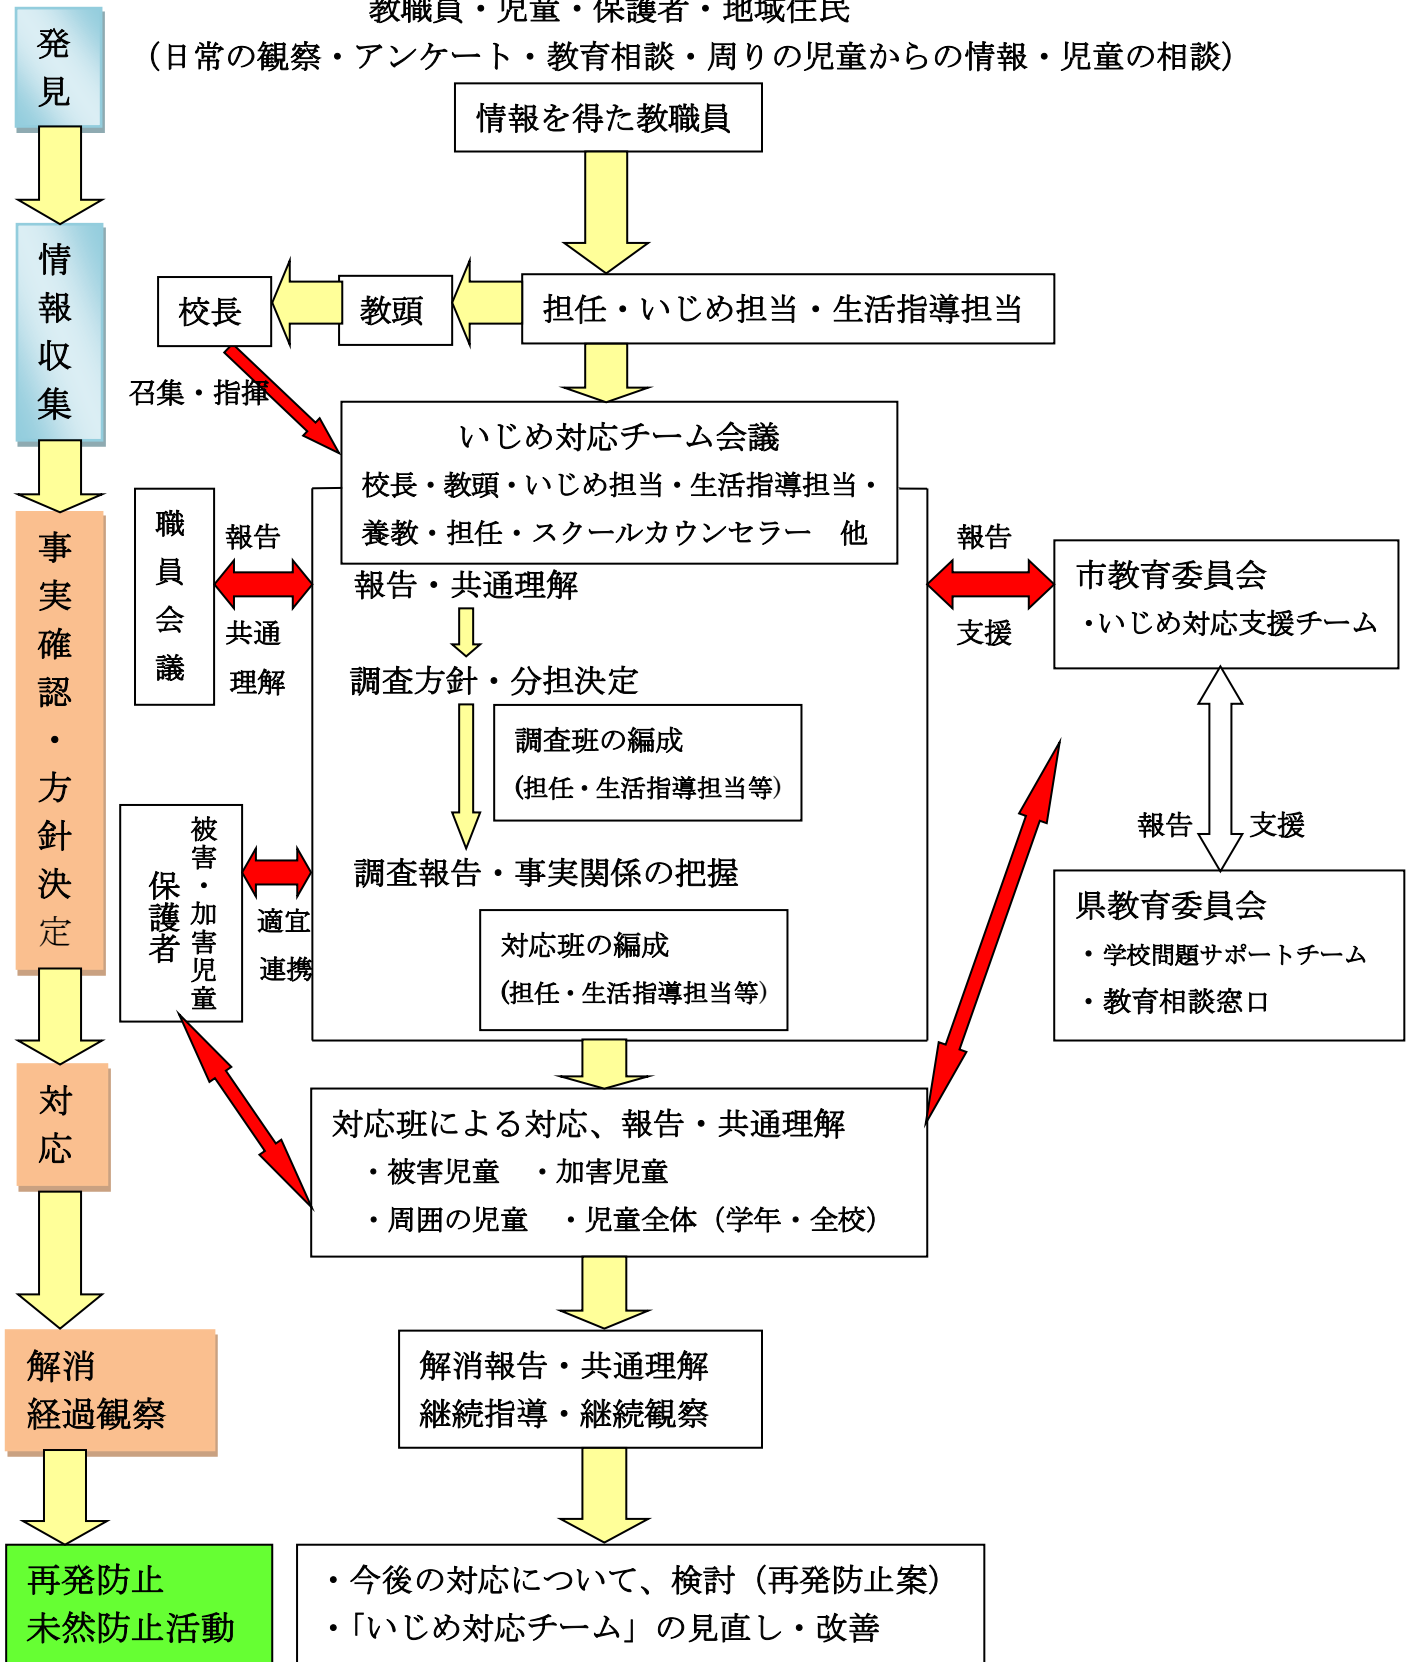 教職員・児童・保護者・地域住民
（日常の観察・アンケート・教育相談・周りの児童からの情報・児童の相談）
発見
情報を得た教職員
情報収集
校長
教頭
担任・いじめ担当・生活指導担当
召集・指揮
いじめ対応チーム会議
校長・教頭・いじめ担当・生活指導担当・
養教・担任・スクールカウンセラー　他
事実確認・方針決定
職員会議
報告
共通
理解
報告・共通理解
調査方針・分担決定
調査班の編成
(担任・生活指導担当等)
調査報告・事実関係の把握
対応班の編成
(担任・生活指導担当等)
報告
支援
市教育委員会
・いじめ対応支援チーム
報告
支援
県教育委員会
・学校問題サポートチーム
・教育相談窓口
被害・加害児童
保護者
適宜
連携
対応
対応班による対応、報告・共通理解
・被害児童　・加害児童
・周囲の児童　・児童全体（学年・全校）
解消
経過観察
解消報告・共通理解
継続指導・継続観察
再発防止
未然防止活動
・今後の対応について、検討（再発防止案）
・「いじめ対応チーム」の見直し・改善